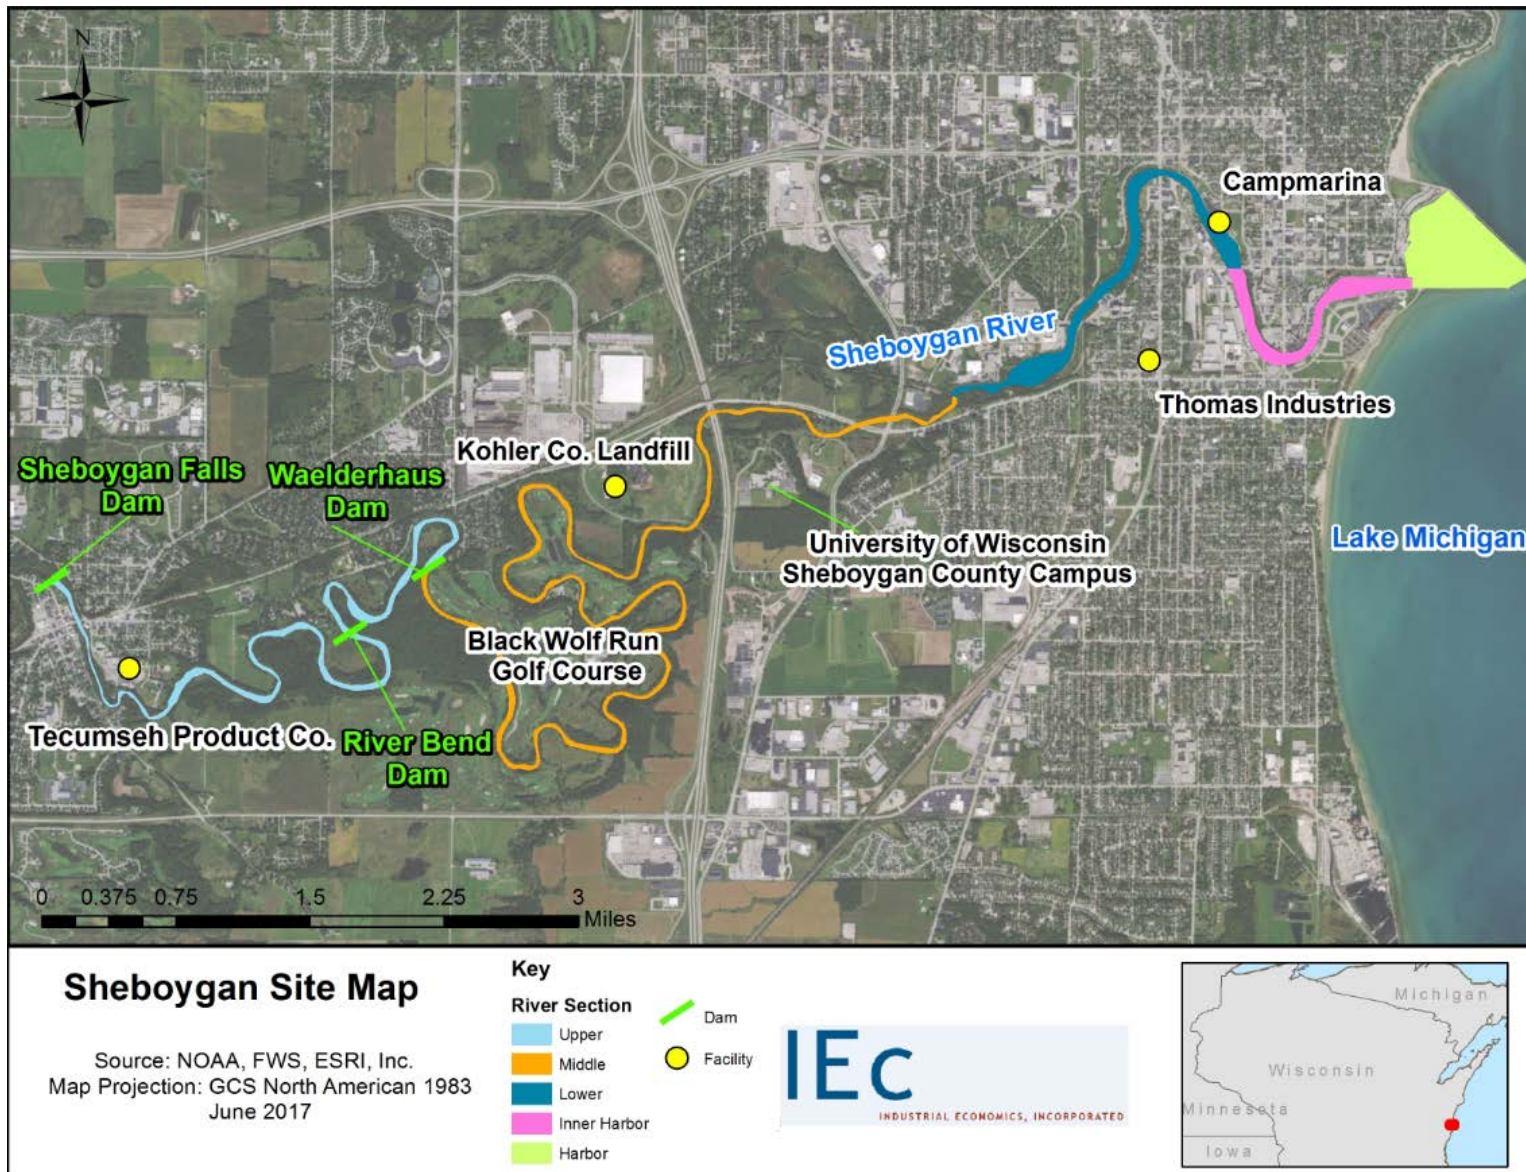 N
Campmarina
Sheboygan River
Thomas Industries
Kohler Co. Landfill
Sheboygan Falls
Dam
Waelderhaus
Dam
University of Wisconsin
Sheboygan County Campus
Lake Michigan
Black Wolf Run
Golf Course
Tecumseh Product Co.
River Bend
Dam
0 0.375 0.75 1.5 2.25 3
Miles
Sheboygan Site Map
Source: NOAA, FWS, ESRI, Inc.
Map Projection: GCS North American 1983
June 2017
Key
River Section
Upper
Middle
Lower
Inner Harbor
Harbor
Dam
Facility
IEc
INDUSTRIAL ECONOMICS, INCORPORATED
Michigan
Wisconsin
Minnesota
Iowa